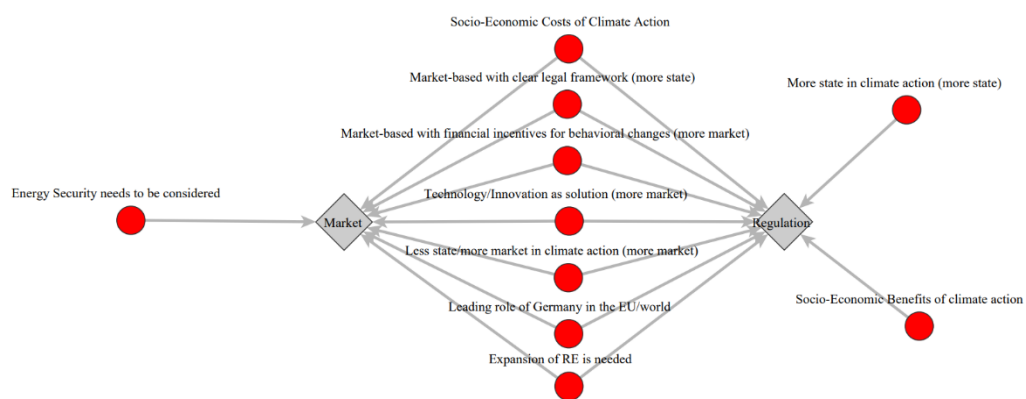 Socio-Economic Costs of Climate Action
Market-based with clear legal framework (more state)
More state in climate action (more state)
Market-based with financial incentives for behavioral changes (more market)
Energy Security needs to be considered
Technology/Innovation as solution (more market)
Market
Regulation
Less state/more market in climate action (more market)
Leading role of Germany in the EU/world
Socio-Economic Benefits of climate action
Expansion of RE is needed